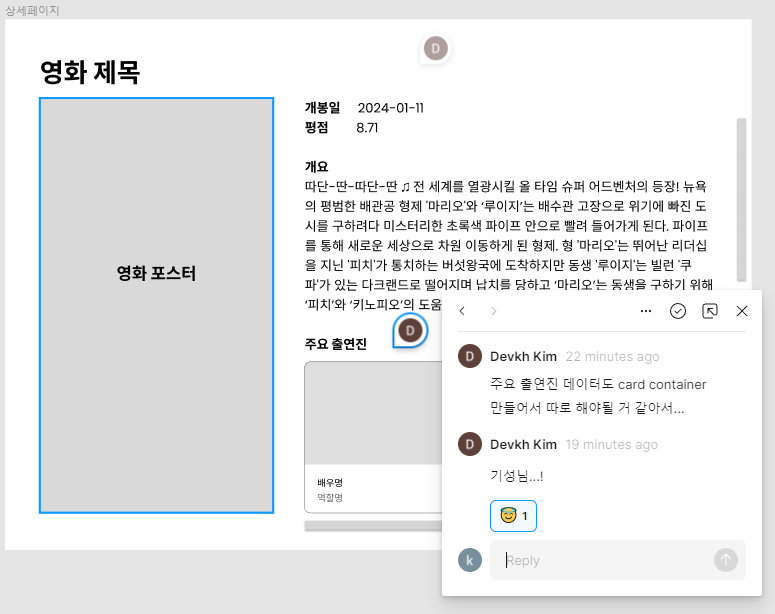 상세페이지
D
영화 제목
영화 포스터
개봉일 2024-01-11
평점 8.71
개요
따단-딴-따단-딴 ♫ 전 세계를 열광시킬 올 타임 슈퍼 어드벤처의 등장! 뉴욕
의 평범한 배관공 형제 '마리오'와 ‘루이지’는 배수관 고장으로 위기에 빠진 도
시를 구하려다 미스터리한 초록색 파이프 안으로 빨려 들어가게 된다. 파이프
를 통해 새로운 세상으로 차원 이동하게 된 형제. 형 '마리오'는 뛰어난 리더십
을 지닌 '피치'가 통치하는 버섯왕국에 도착하지만 동생 '루이지'는 빌런 '쿠
파'가 있는 다크랜드로 떨어지며 납치를 당하고 ‘마리오’는 동생을 구하기 위해
‘피치’와 ‘키노피오’의 도움
주요 출연진
D
배우명
역할명
D Devkh Kim 22 minutes ago
주요 출연진 데이터도 card container
만들어서 따로 해야될 거 같아서...
D Devkh Kim 19 minutes ago
기성님...!
1
k Reply